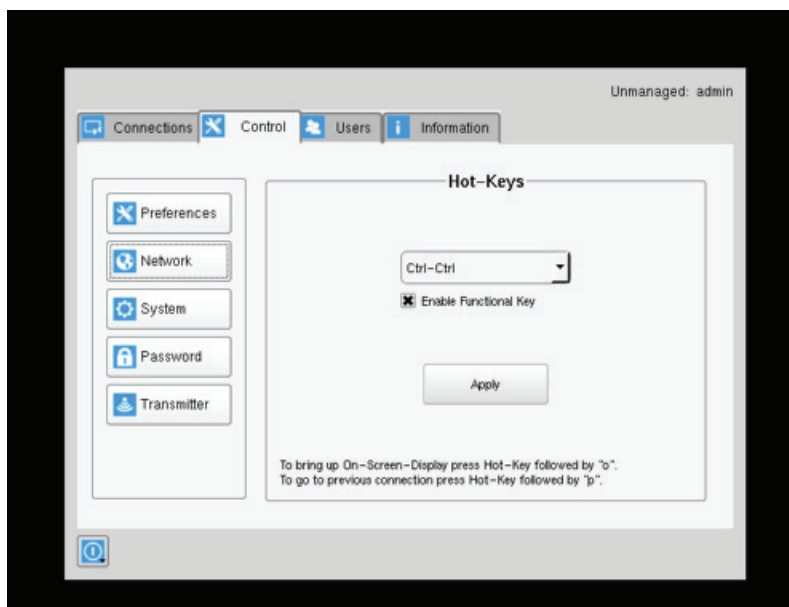 Unmanaged: admin
Connections Control Users Information
Hot-Keys
Preferences
Network
System
Password
Transmitter
Ctrl-Ctrl
Enable Functional Key
Apply
To bring up On-Screen-Display press Hot-Key followed by "o".
To go to previous connection press Hot-Key followed by "p".